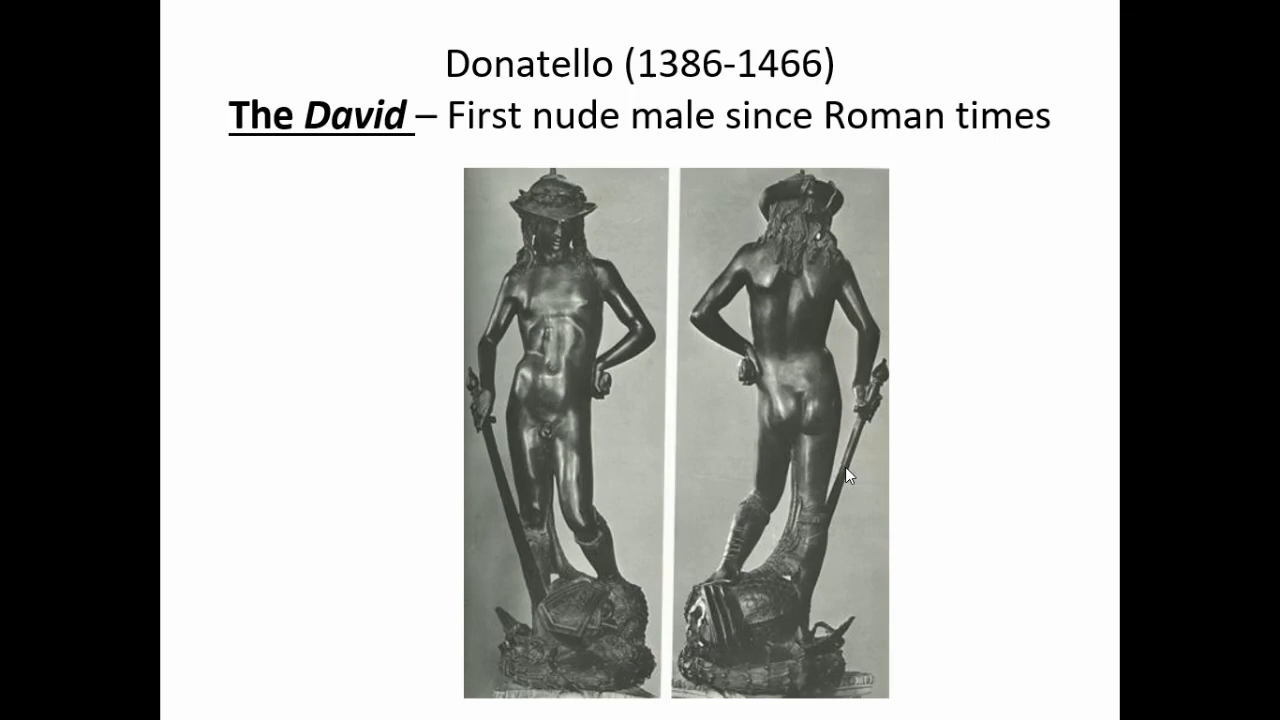 Donatello (1386-1466)
The David – First nude male since Roman times